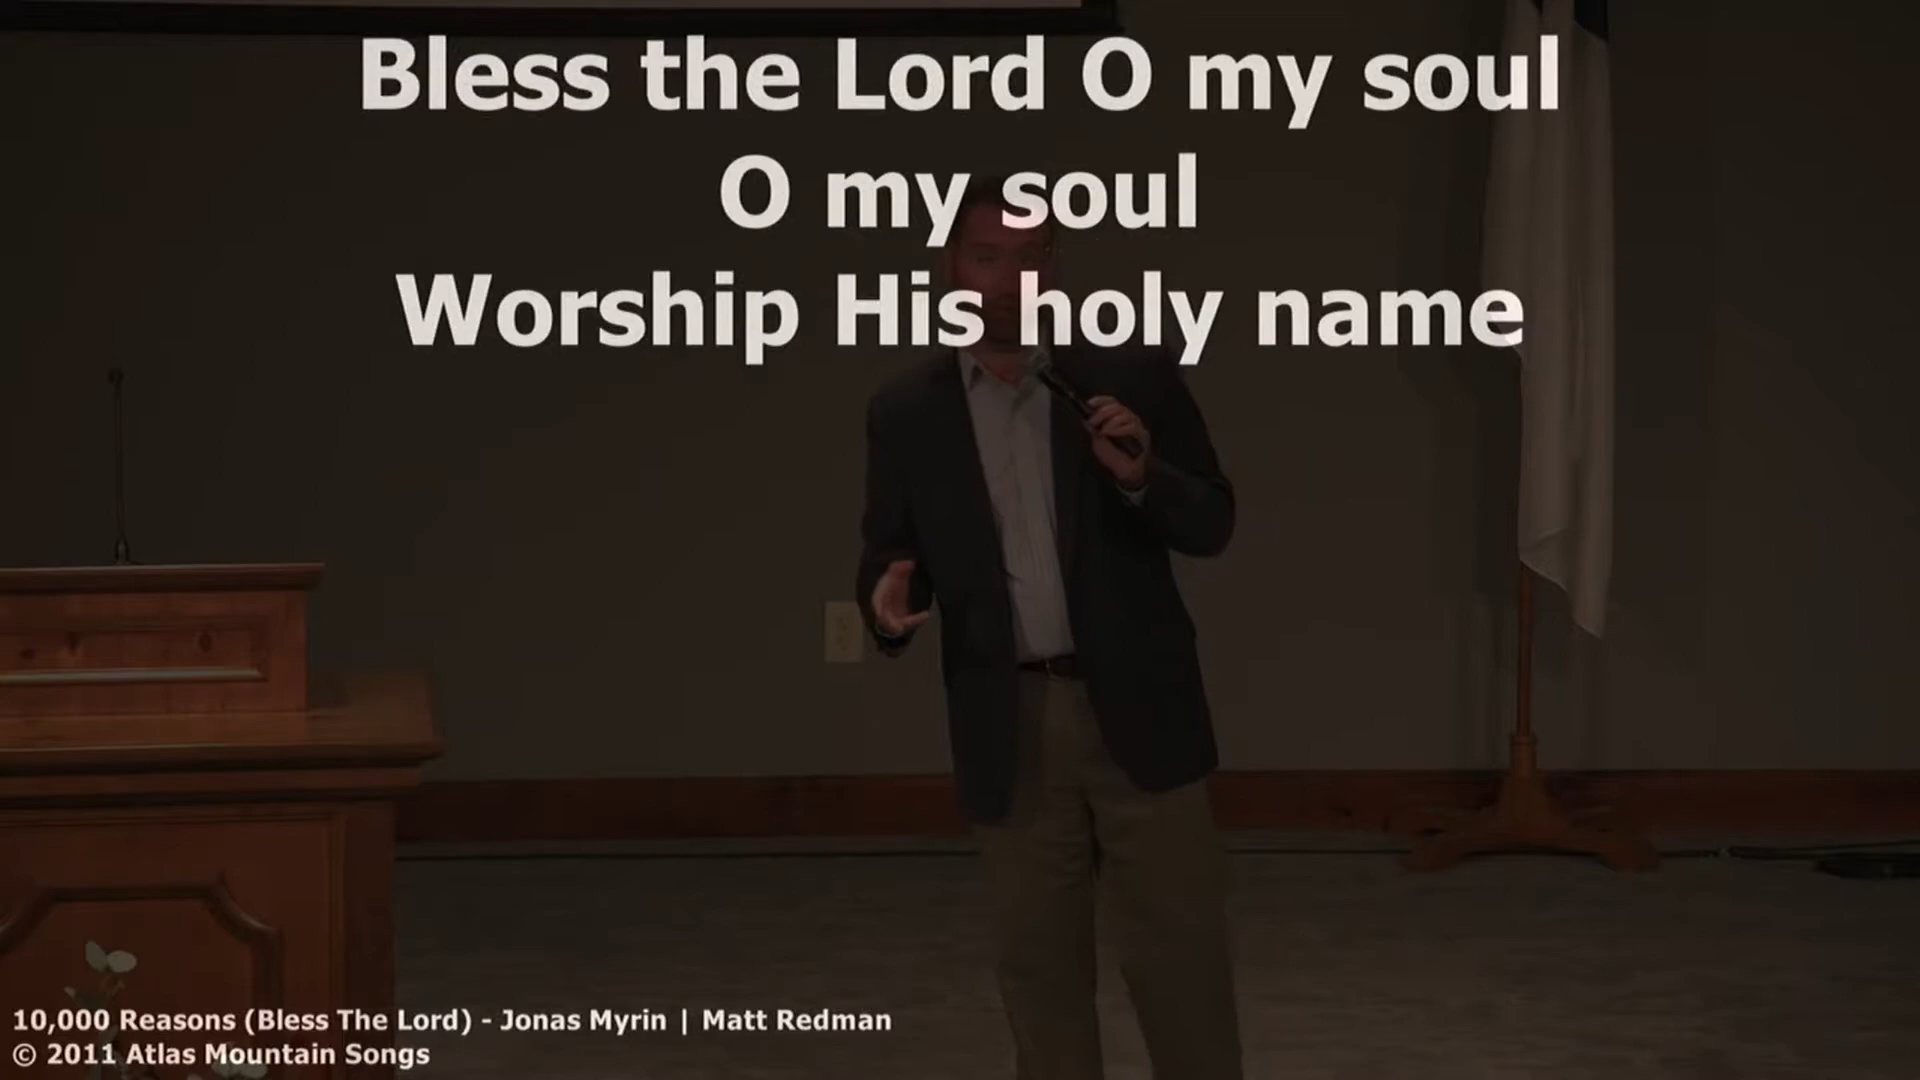 Bless the Lord O my soul
O my soul
Worship His holy name
10,000 Reasons (Bless The Lord) - Jonas Myrin | Matt Redman
© 2011 Atlas Mountain Songs